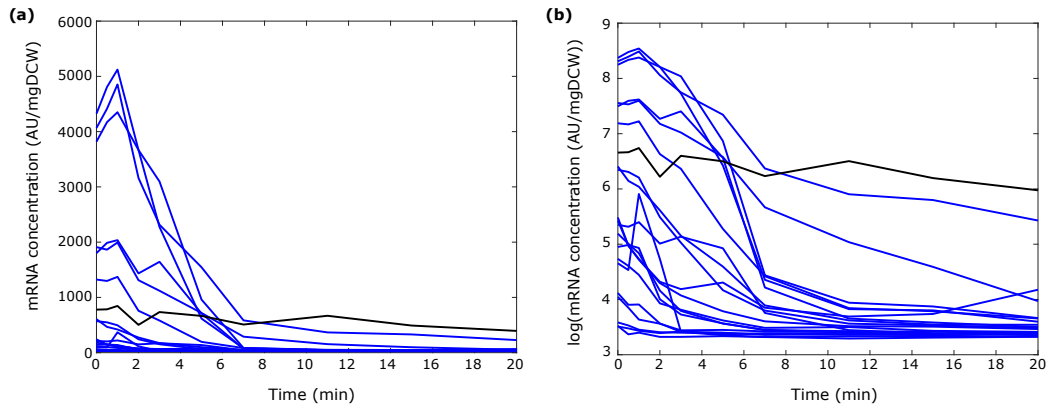 (a)
mRNA concentration (AU/mgDCW)
6000
5000
4000
3000
2000
1000
0
0 2 4 6 8 10 12 14 16 18 20
Time (min)
(b)
log(mRNA concentration (AU/mgDCW))
9
8
7
6
5
4
3
0 2 4 6 8 10 12 14 16 18 20
Time (min)